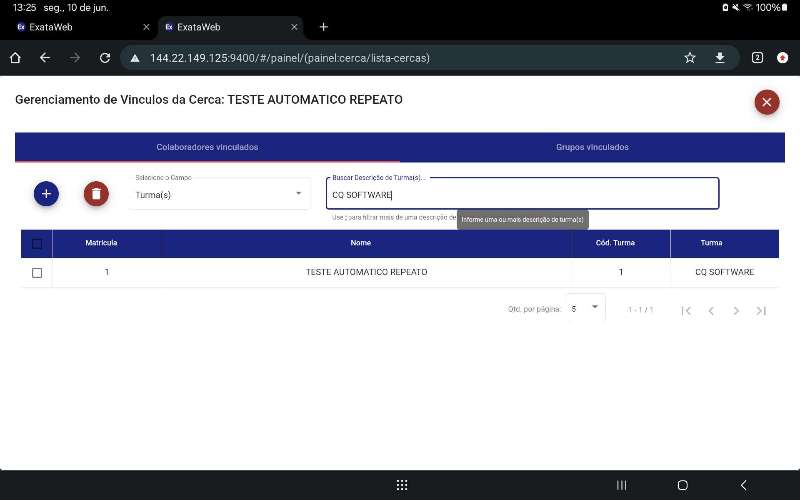 13:25 seg., 10 de jun. 100%
ExataWeb
ExataWeb
144.22.149.125:9400/#/painel/(painel:cerca/lista-cercas)
2
Gerenciamento de Vinculos da Cerca: TESTE AUTOMATICO REPEATO
Colaboradores vinculados Grupos vinculados
Selecione o Campo
Turma(s)
Buscar Descrição de Turma(s)...
CQ SOFTWARE
Use ; para filtrar mais de uma descrição de
Informe uma ou mais descrição de turma(s)
Matricula Nome Cód. Turma Turma
1 TESTE AUTOMATICO REPEATO 1 CQ SOFTWARE
Qtd. por página: 5 1 - 1 / 1